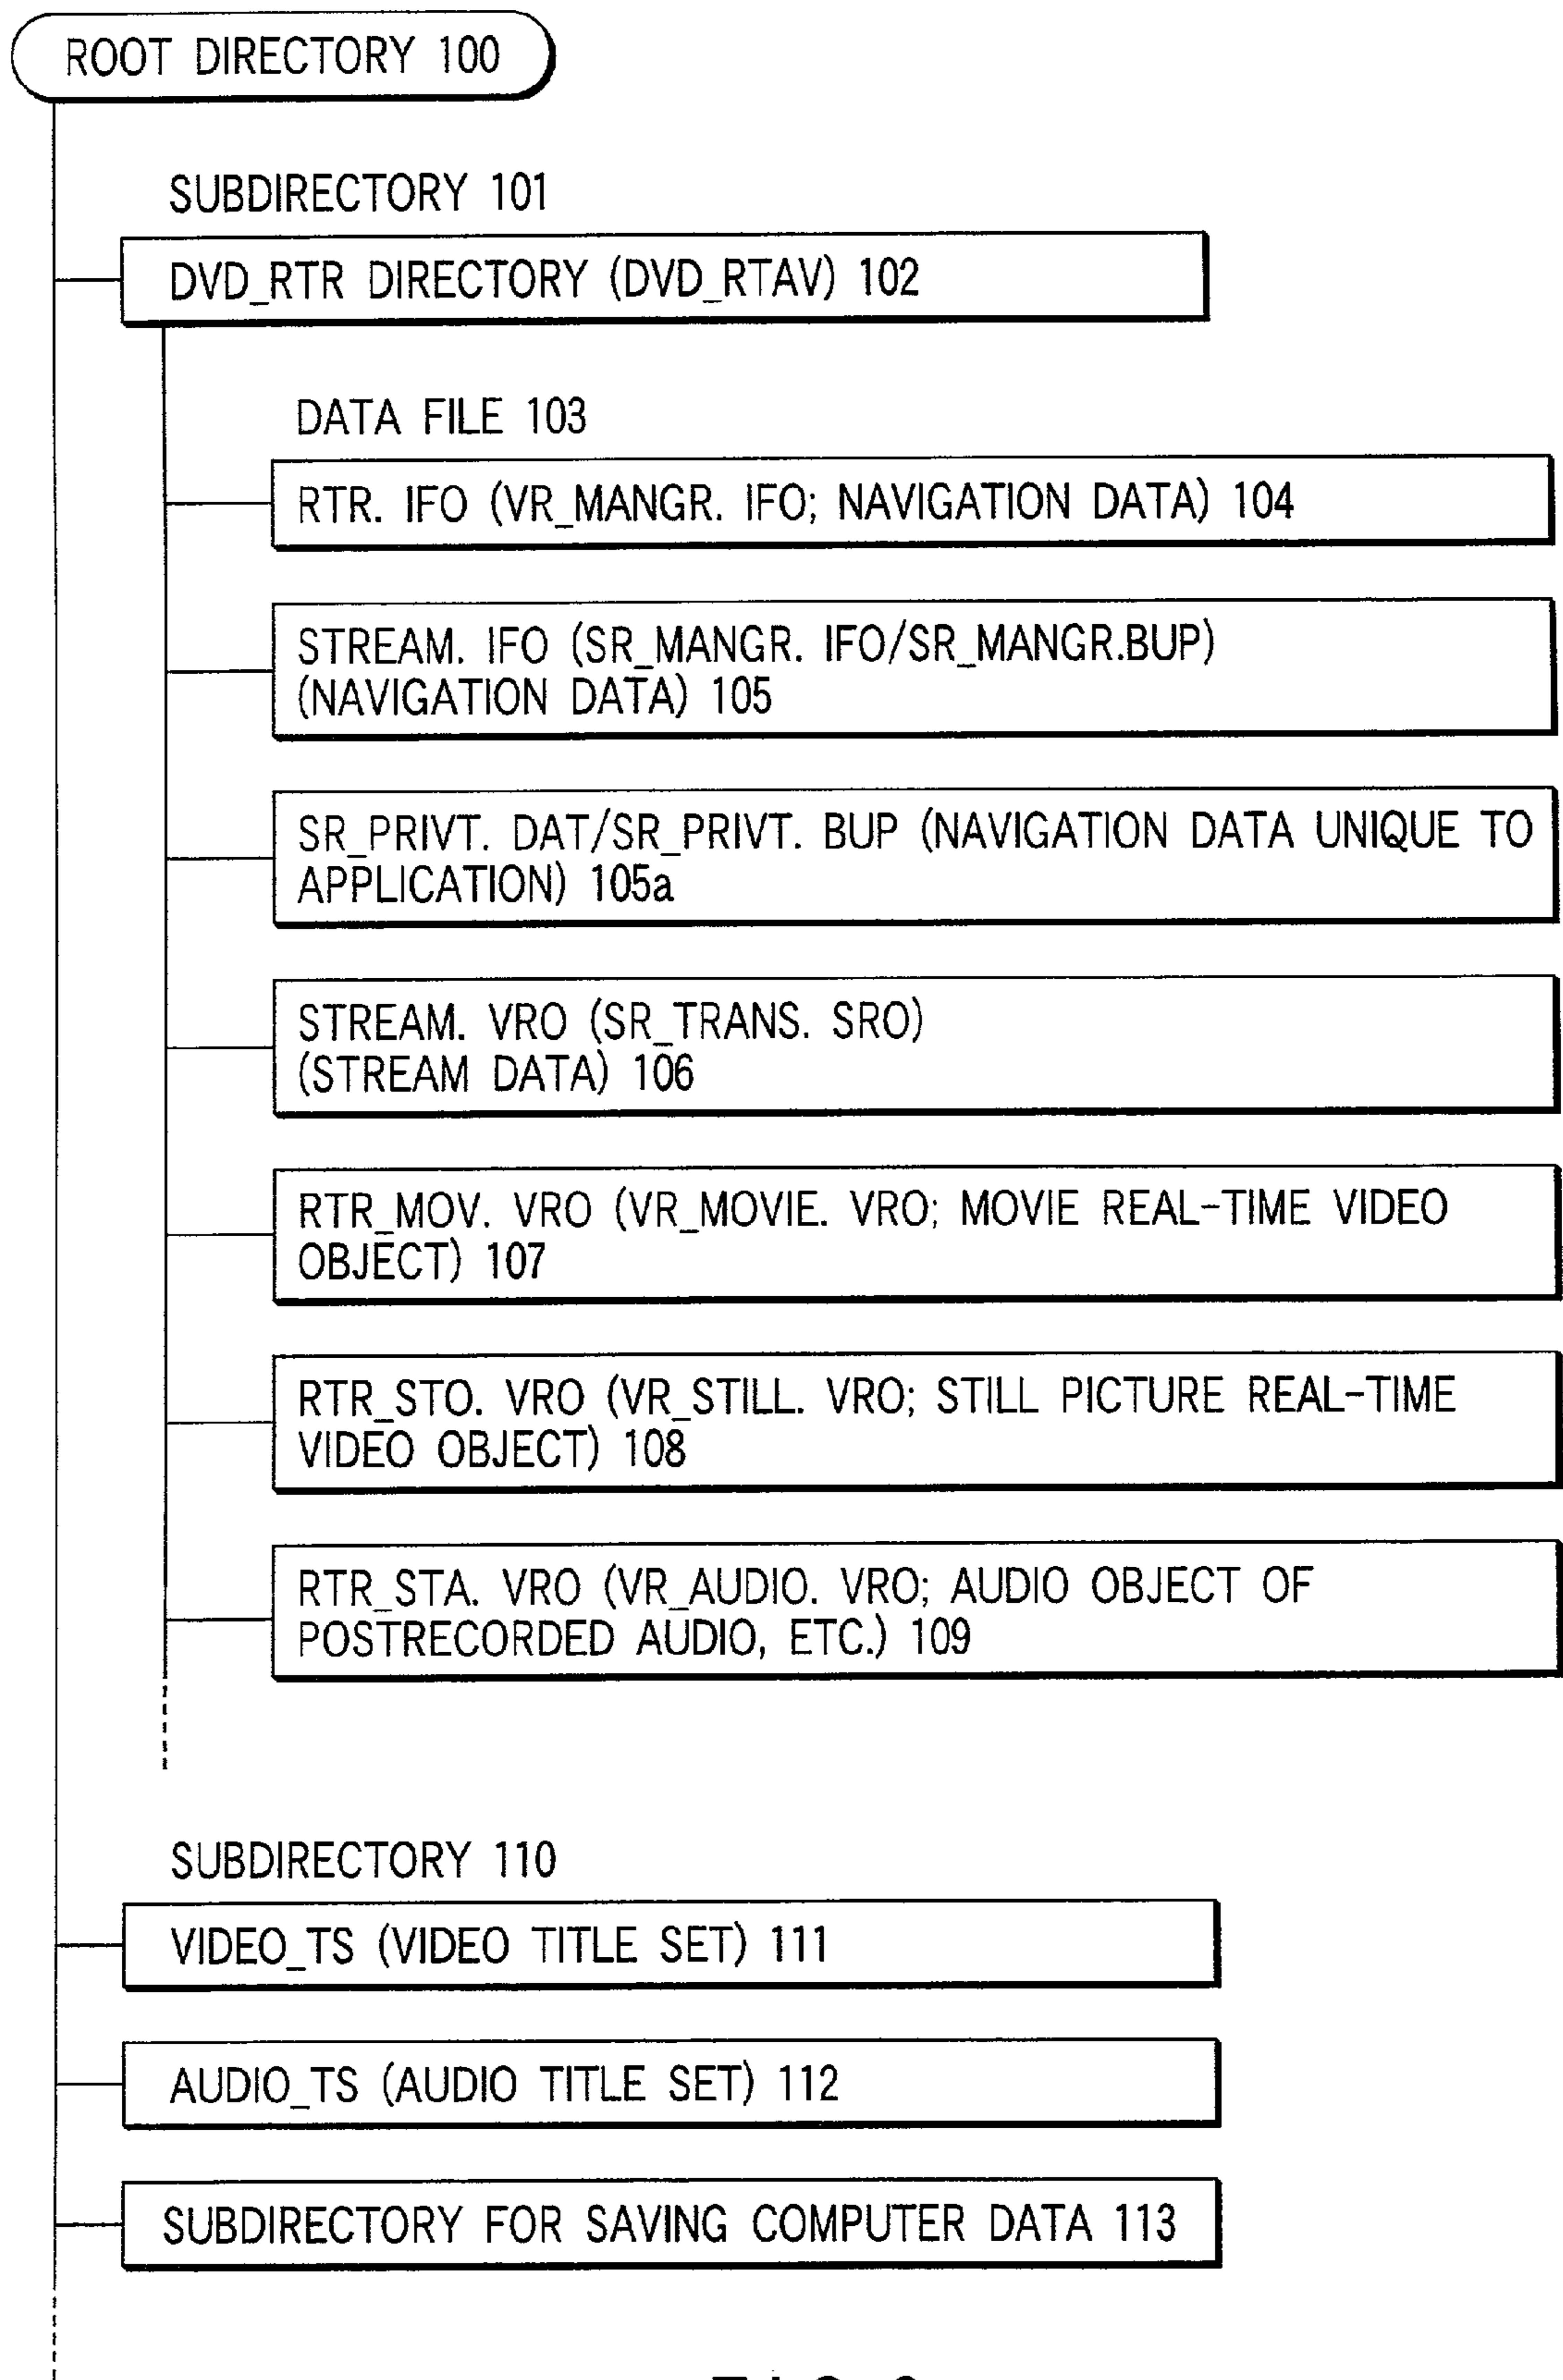 ROOT DIRECTORY 100
SUBDIRECTORY 101
DVD_RTR DIRECTORY (DVD_RTAV) 102
DATA FILE 103
RTR. IFO (VR_MANGR. IFO; NAVIGATION DATA) 104
STREAM. IFO (SR_MANGR. IFO/SR_MANGR.BUP)
(NAVIGATION DATA) 105
SR_PRIVT. DAT/SR_PRIVT. BUP (NAVIGATION DATA UNIQUE TO
APPLICATION) 105a
STREAM. VRO (SR_TRANS. SRO)
(STREAM DATA) 106
RTR_MOV. VRO (VR_MOVIE. VRO; MOVIE REAL-TIME VIDEO
OBJECT) 107
RTR_STO. VRO (VR_STILL. VRO; STILL PICTURE REAL-TIME
VIDEO OBJECT) 108
RTR_STA. VRO (VR_AUDIO. VRO; AUDIO OBJECT OF
POSTRECORDED AUDIO, ETC.) 109
SUBDIRECTORY 110
VIDEO_TS (VIDEO TITLE SET) 111
AUDIO_TS (AUDIO TITLE SET) 112
SUBDIRECTORY FOR SAVING COMPUTER DATA 113